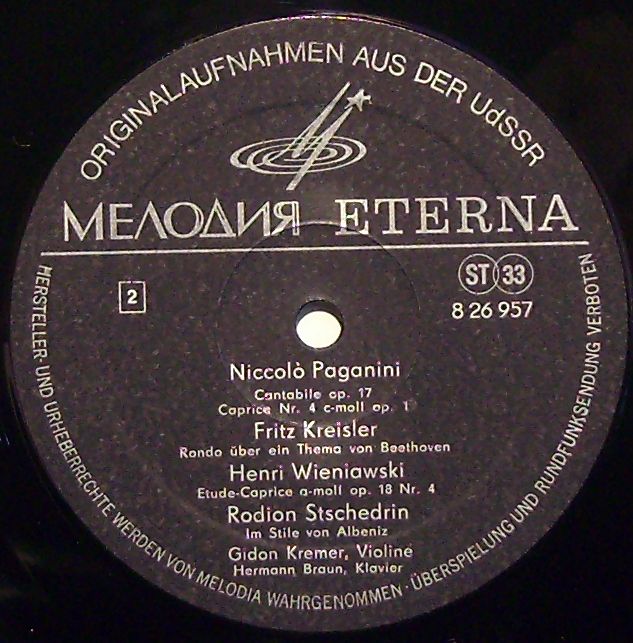 ORIGINALAUFNAHMEN AUS DER UdSSR
МЕЛОДИЯ ETERNA
2
ST 33
8 26 957
Niccolò Paganini
Cantabile op. 17
Caprice Nr. 4 c-moll op. 1
Fritz Kreisler
Rondo über ein Thema von Beethoven
Henri Wieniawski
Etude-Caprice a-moll op. 18 Nr. 4
Rodion Stschedrin
Im Stile von Albeniz
Gidon Kremer, Violine
Hermann Braun, Klavier
HERSTELLER- UND URHEBERRECHTE WERDEN VON MELODIA WAHRGENOMMEN · ÜBERSPIELUNG UND RUNDFUNKSENDUNG VERBOTEN